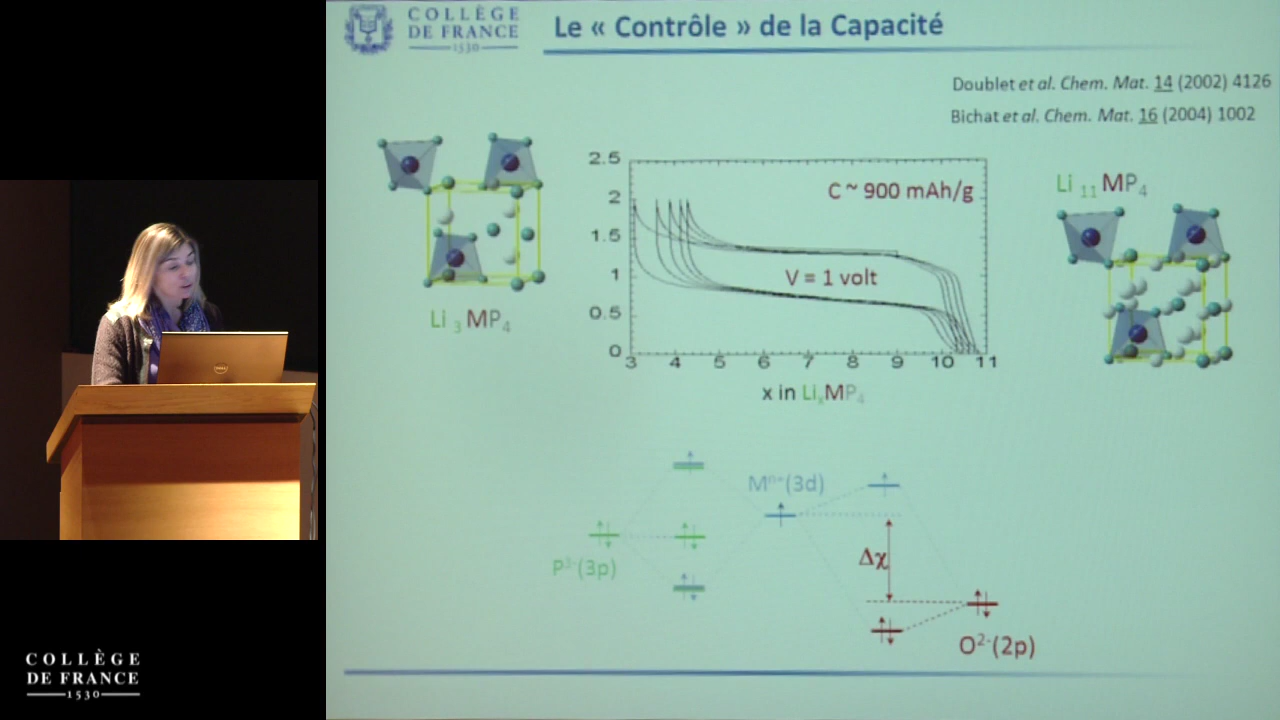 COLLÈGE
DE FRANCE
1530
Le « Contrôle » de la Capacité
Doublet et al. Chem. Mat. 14 (2002) 4126
Bichat et al. Chem. Mat. 16 (2004) 1002
2.5
2
1.5
1
0.5
0
C ~ 900 mAh/g
V = 1 volt
3 4 5 6 7 8 9 10 11
x in LixMP4
Li 3 MP4
Li 11 MP4
Mn+(3d)
P3-(3p)
Δχ
O2-(2p)
DELL
COLLÈGE
DE FRANCE
1530